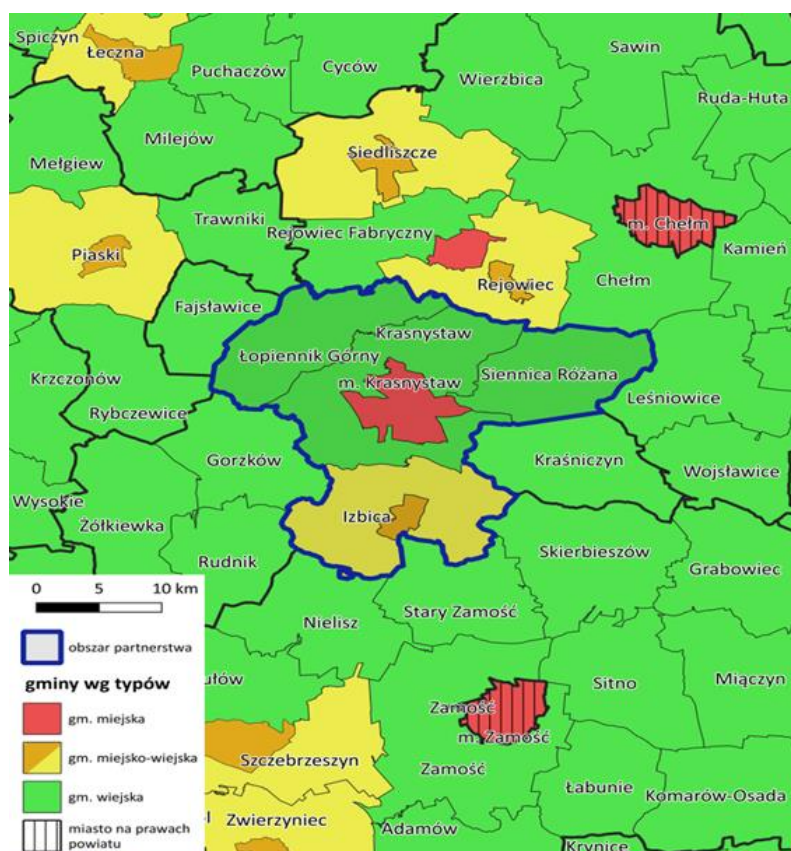 Spiczyn
Łęczna
Puchaczów
Cyców
Sawin
Wierzbica
Ruda-Huta
Milejów
Mełgiew
Siedliszcze
Trawniki
Rejowiec Fabryczny
m. Chełm
Kamień
Piaski
Rejowiec
Chełm
Fajsławice
Krasnystaw
Łopiennik Górny
m. Krasnystaw
Siennica Różana
Krzczonów
Leśniowice
Rybczewice
Gorzków
Kraśniczyn
Wojsławice
Wysokie
Żółkiewka
Izbica
Rudnik
Skierbieszów
Grabowiec
Nielisz
Stary Zamość
ułów
Sitno
Miączyn
Zamość
m. Zamość
Szczebrzeszyn
Zamość
Łabunie
Komarów-Osada
Zwierzyniec
Adamów
Krynice
0 5 10 km
obszar partnerstwa
gminy wg typów
gm. miejska
gm. miejsko-wiejska
gm. wiejska
miasto na prawach
powiatu